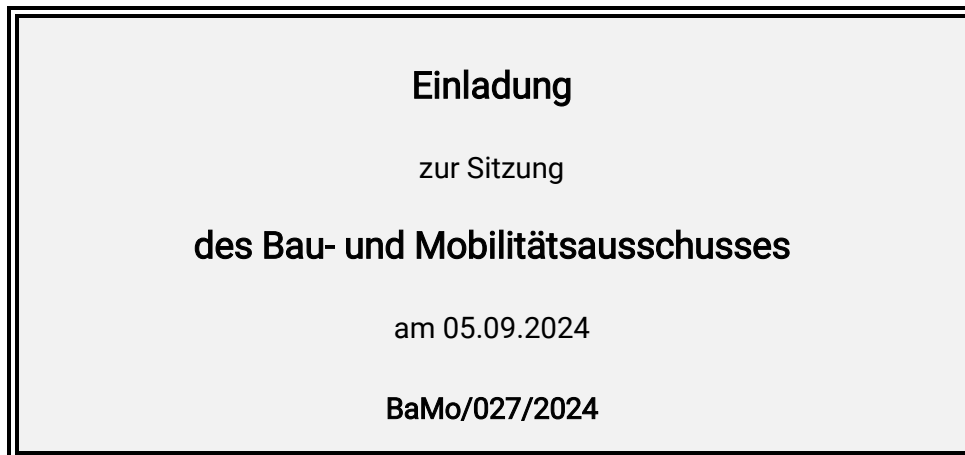 Einladung
zur Sitzung
des Bau- und Mobilitätsausschusses
am 05.09.2024
BaMo/027/2024